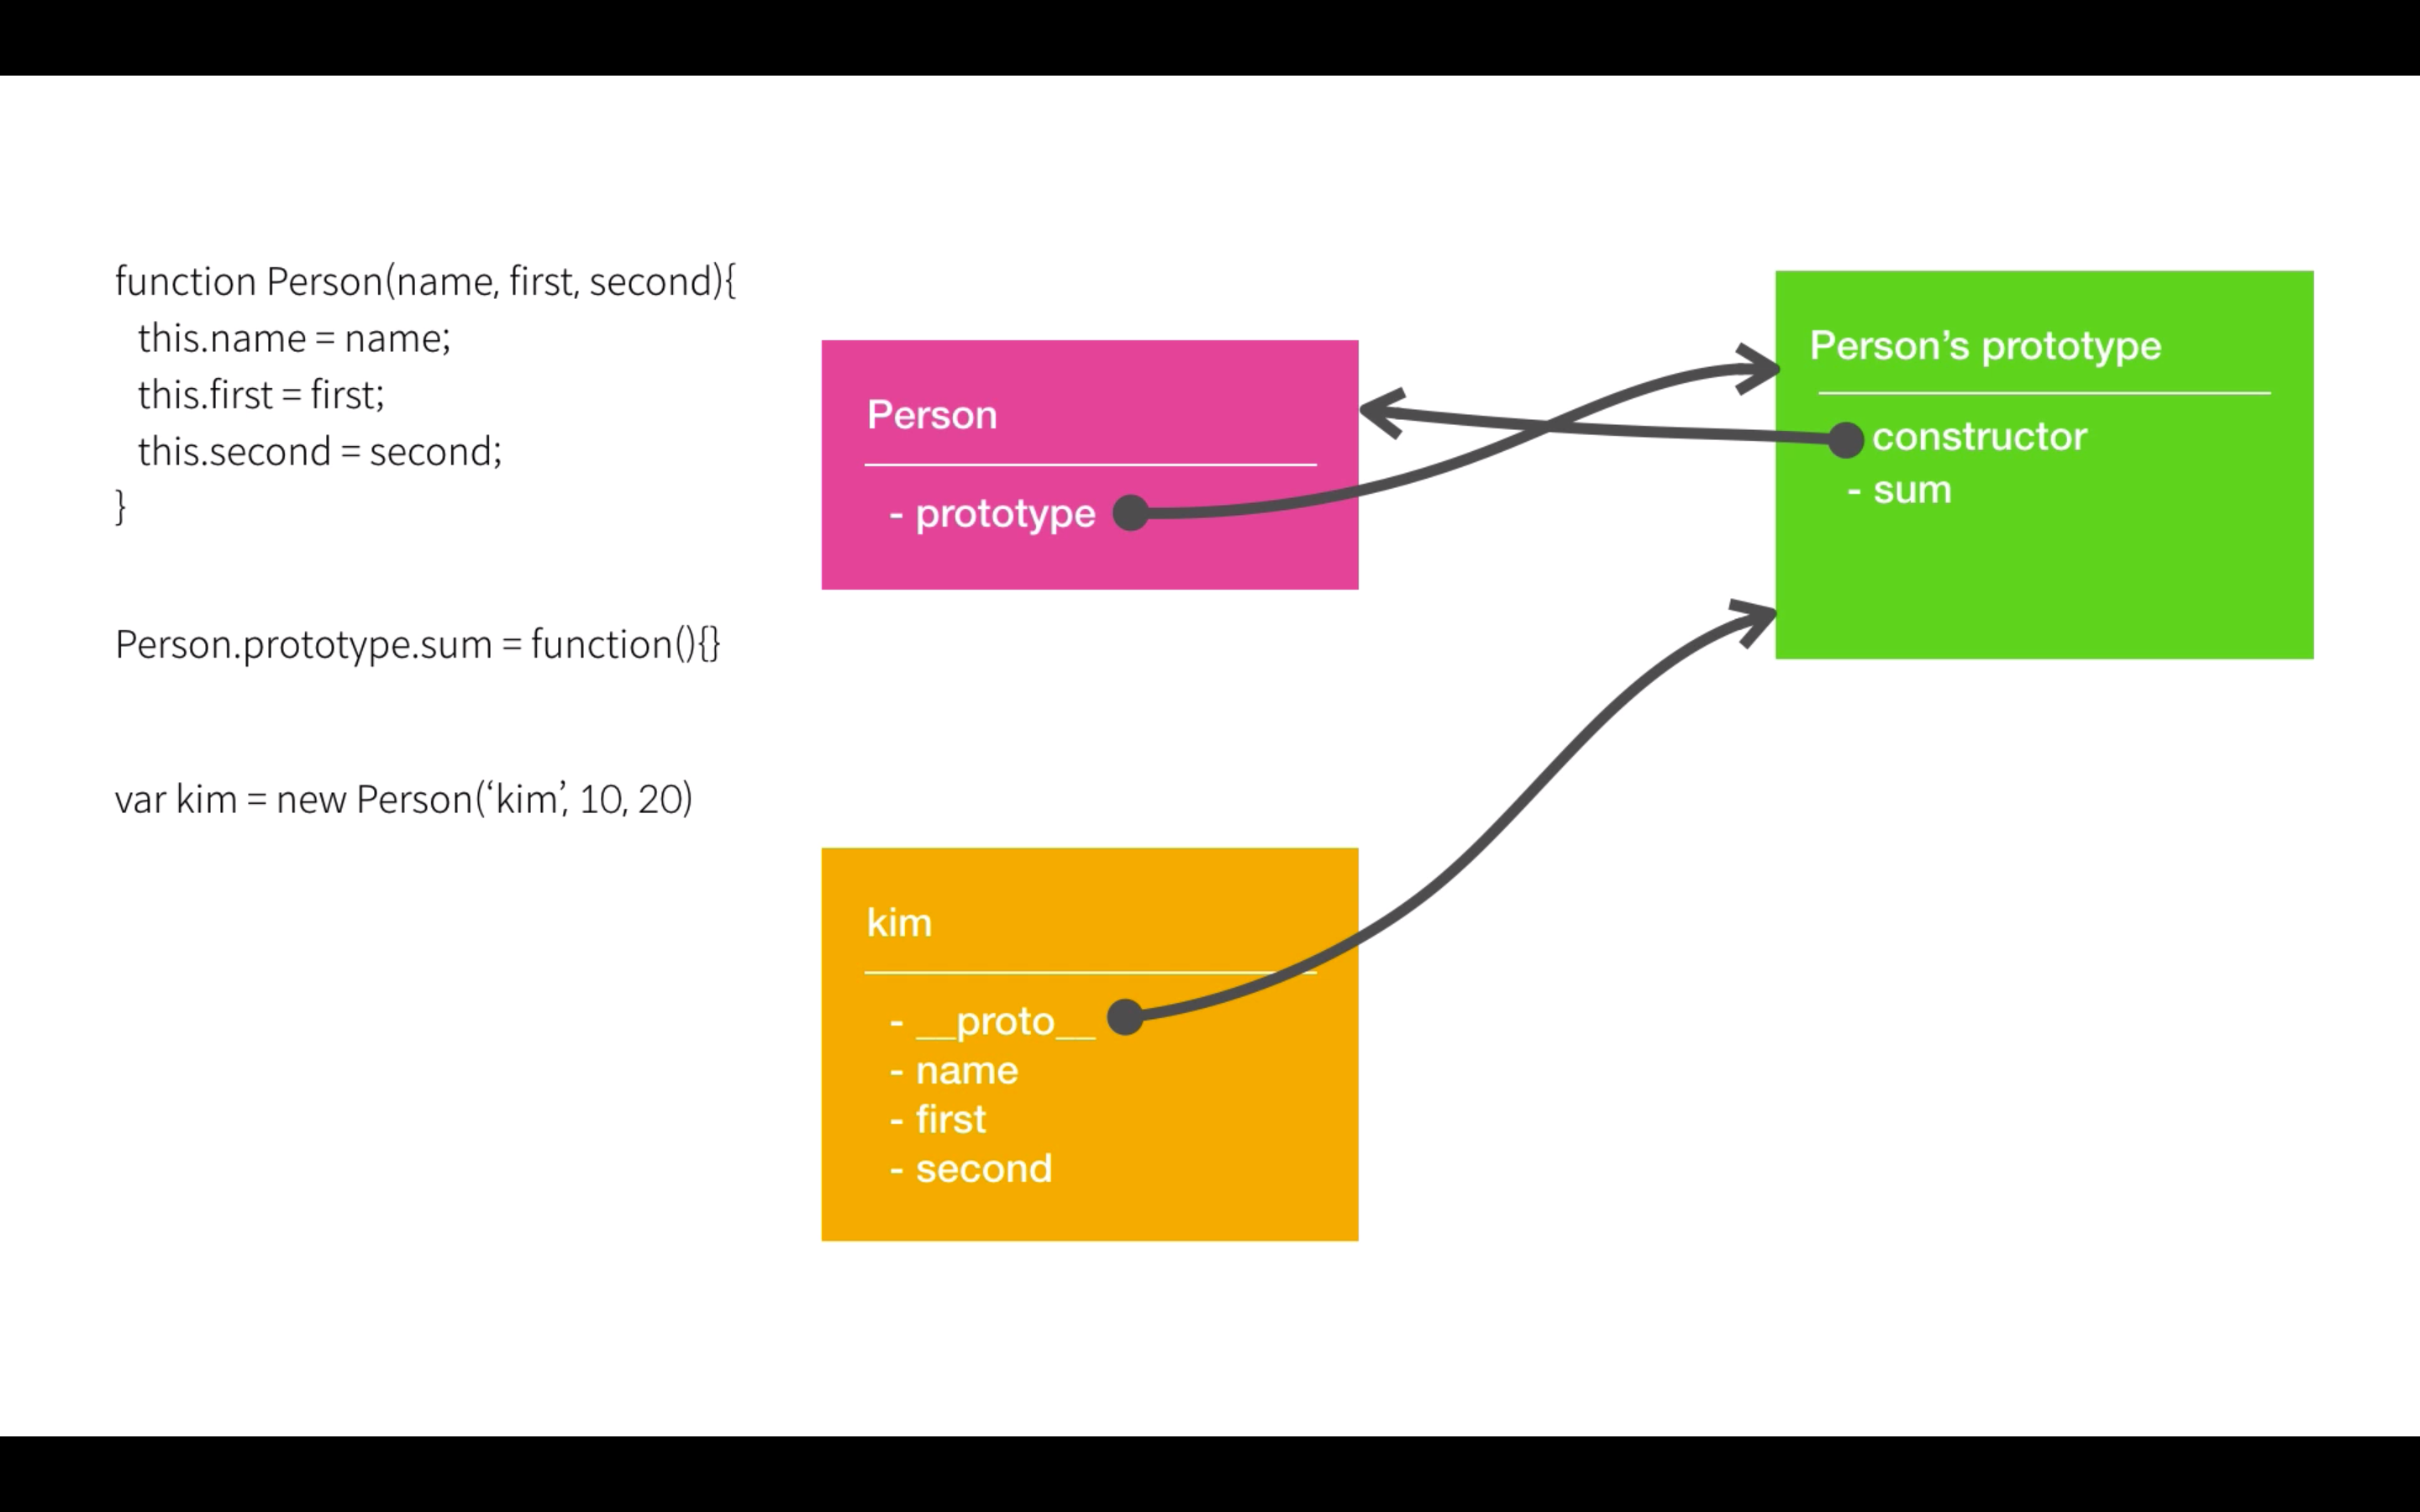 function Person(name, first, second){
this.name = name;
this.first = first;
this.second = second;
}
Person.prototype.sum = function(){}
var kim = new Person(‘kim’, 10, 20)
Person
- prototype
Person’s prototype
constructor
- sum
kim
- __proto__
- name
- first
- second